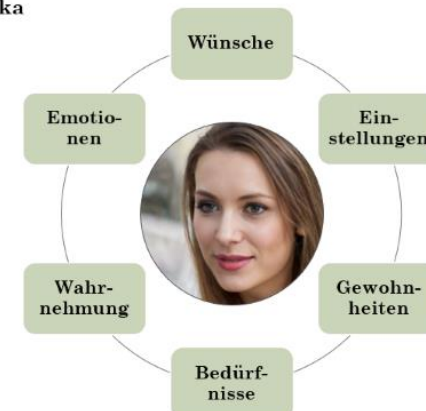 ka
Wünsche
Emotio-
nen
Ein-
stellungen
Wahr-
nehmung
Gewohn-
heiten
Bedürf-
nisse